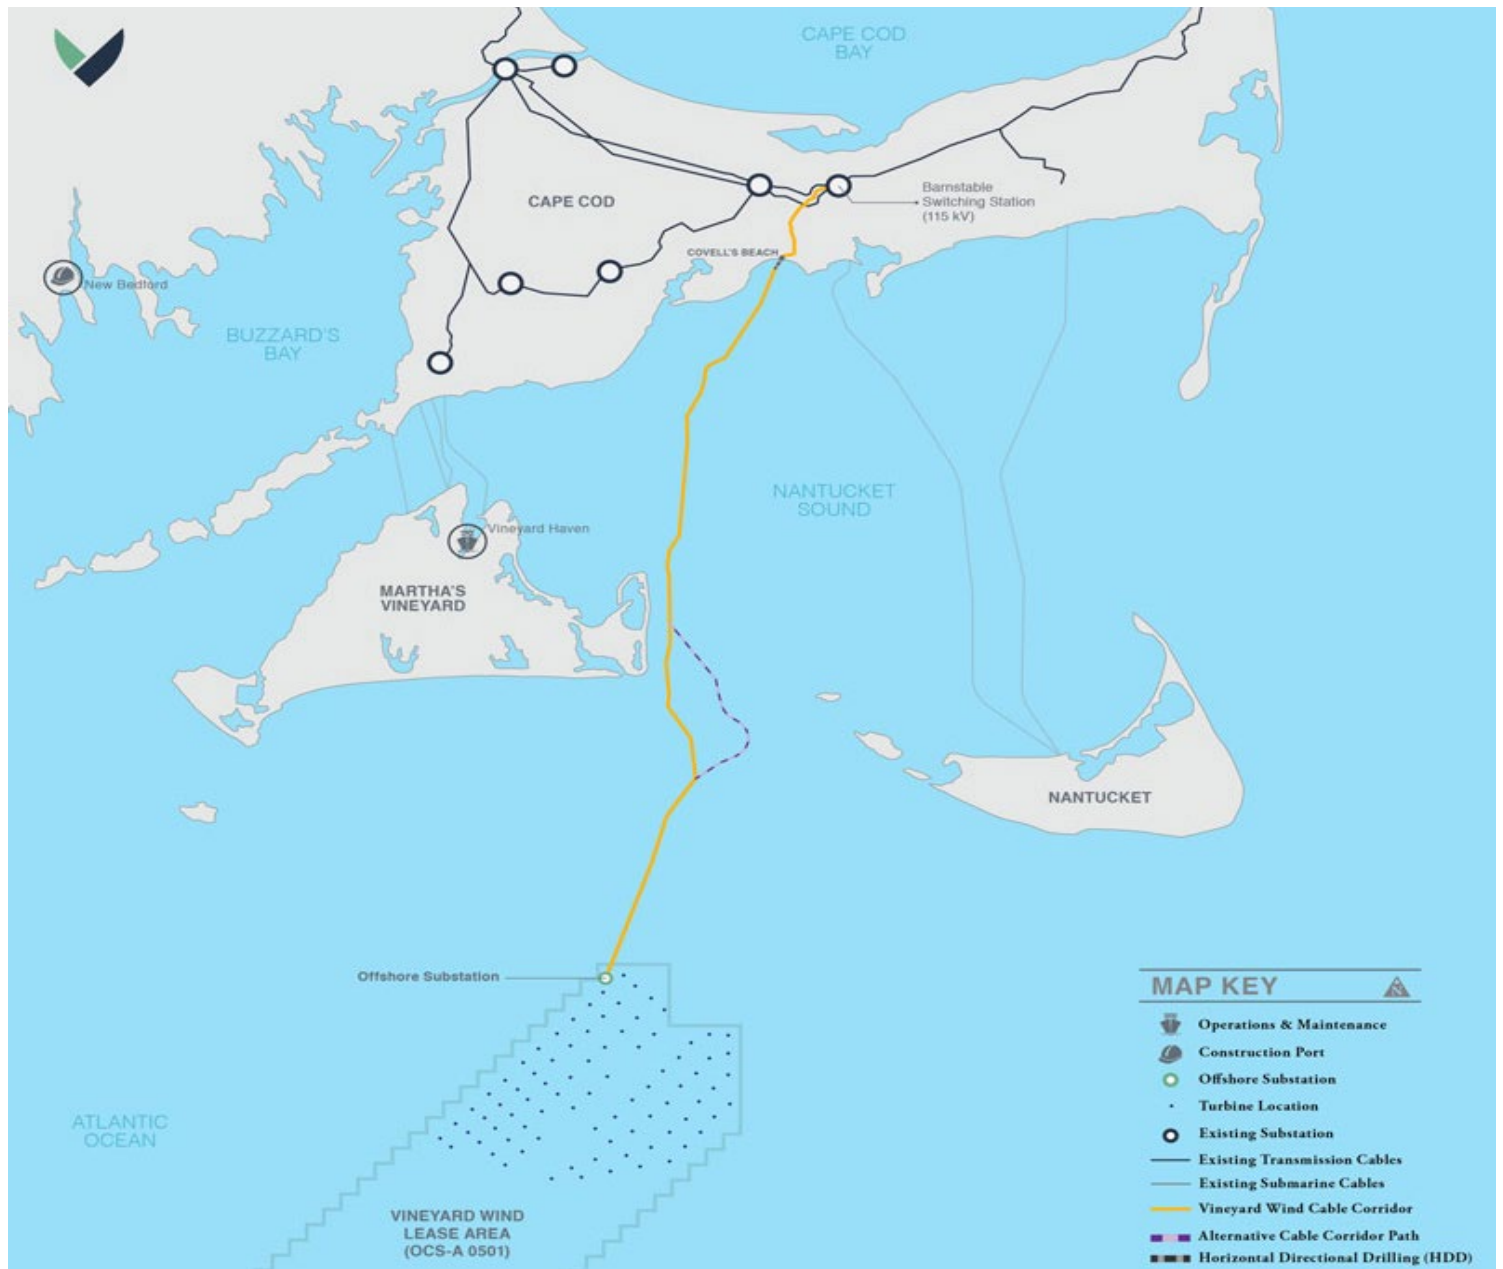 CAPE COD
BAY
CAPE COD
Barnstable
Switching Station
(115 kV)
COVELL'S BEACH
New Bedford
BUZZARD'S
BAY
NANTUCKET
SOUND
Vineyard Haven
MARTHA'S
VINEYARD
NANTUCKET
Offshore Substation
ATLANTIC
OCEAN
VINEYARD WIND
LEASE AREA
(OCS-A 0501)
MAP KEY
N
Operations & Maintenance
Construction Port
Offshore Substation
Turbine Location
Existing Substation
Existing Transmission Cables
Existing Submarine Cables
Vineyard Wind Cable Corridor
Alternative Cable Corridor Path
Horizontal Directional Drilling (HDD)